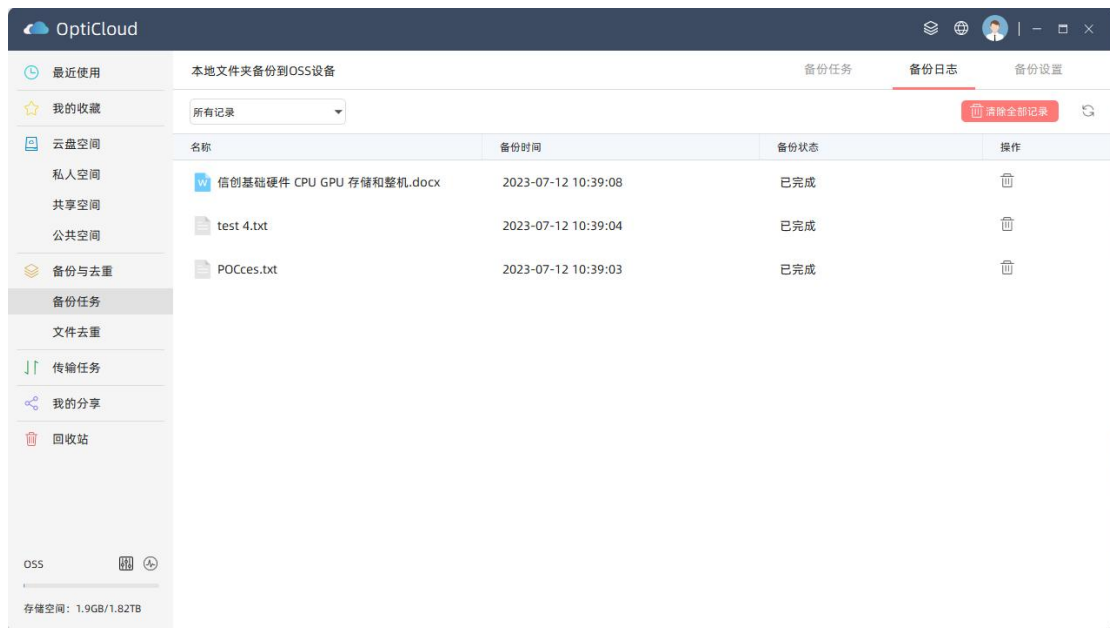 OptiCloud
最近使用
我的收藏
云盘空间
私人空间
共享空间
公共空间
备份与去重
备份任务
文件去重
传输任务
我的分享
回收站
OSS
存储空间：1.9GB/1.82TB
本地文件夹备份到OSS设备 备份任务 备份日志 备份设置
所有记录 清除全部记录
名称 备份时间 备份状态 操作
W 信创基础硬件 CPU GPU 存储和整机.docx 2023-07-12 10:39:08 已完成
test 4.txt 2023-07-12 10:39:04 已完成
POCces.txt 2023-07-12 10:39:03 已完成